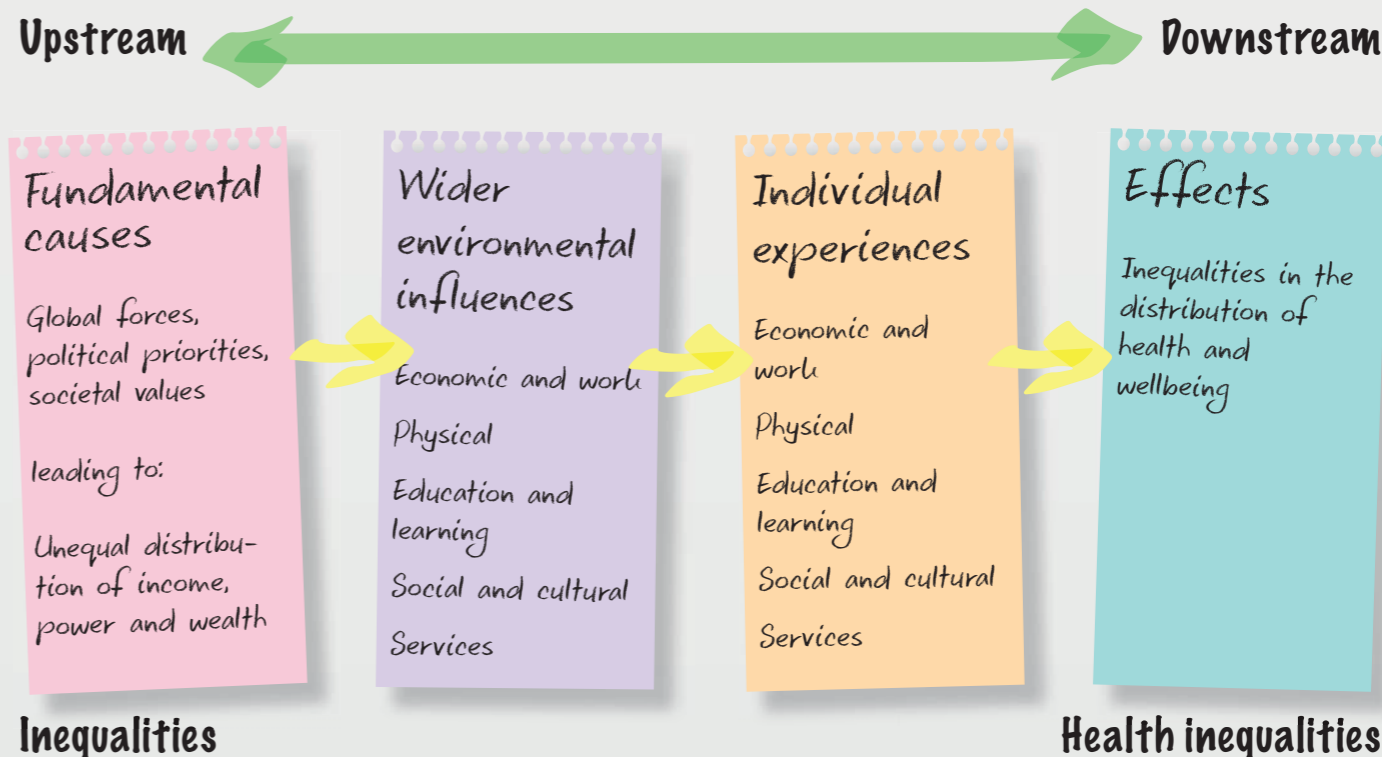 Upstream
Downstream
Fundamental
causes
Global forces,
political priorities,
societal values
leading to:
Unequal distribu-
tion of income,
power and wealth
Wider
environmental
influences
Economic and work
Physical
Education and
learning
Social and cultural
Services
Individual
experiences
Economic and
work
Physical
Education and
learning
Social and cultural
Services
Effects
Inequalities in the
distribution of
health and
wellbeing
Inequalities
Health inequalities